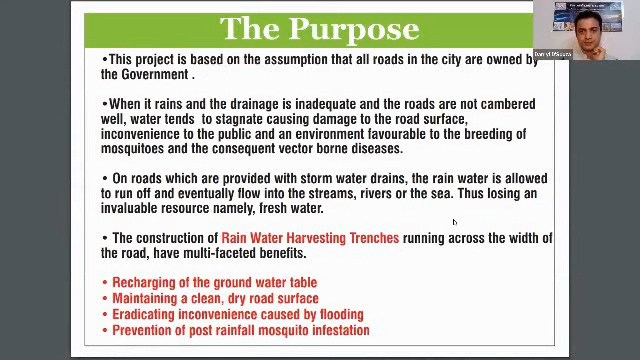 The Purpose
• This project is based on the assumption that all roads in the city are owned by
the Government .
• When it rains and the drainage is inadequate and the roads are not cambered
well, water tends to stagnate causing damage to the road surface,
inconvenience to the public and an environment favourable to the breeding of
mosquitoes and the consequent vector borne diseases.
• On roads which are provided with storm water drains, the rain water is allowed
to run off and eventually flow into the streams, rivers or the sea. Thus losing an
invaluable resource namely, fresh water.
• The construction of Rain Water Harvesting Trenches running across the width of
the road, have multi-faceted benefits.
• Recharging of the ground water table
• Maintaining a clean, dry road surface
• Eradicating inconvenience caused by flooding
• Prevention of post rainfall mosquito infestation
Darryl D'Souza